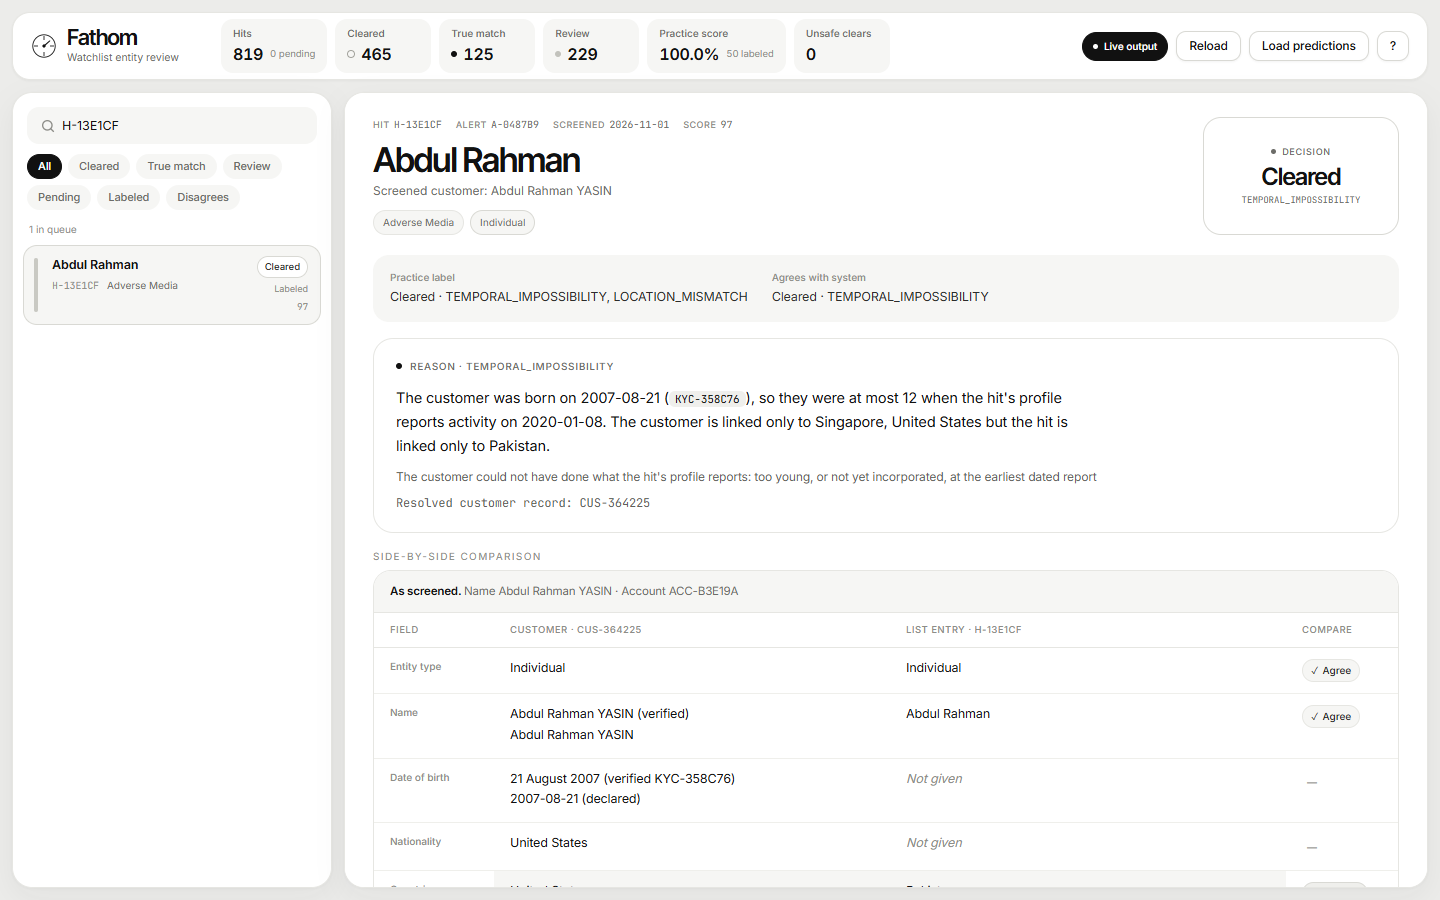 Fathom
Watchlist entity review
Hits
819 0 pending
Cleared
465
True match
125
Review
229
Practice score
100.0% 50 labeled
Unsafe clears
0
Live output
Reload
Load predictions
?
H-13E1CF
All Cleared True match Review
Pending Labeled Disagrees
1 in queue
Abdul Rahman Cleared
H-13E1CF Adverse Media Labeled
97
HIT H-13E1CF ALERT A-0487B9 SCREENED 2026-11-01 SCORE 97
Abdul Rahman
Screened customer: Abdul Rahman YASIN
Adverse Media Individual
DECISION
Cleared
TEMPORAL_IMPOSSIBILITY
Practice label
Cleared · TEMPORAL_IMPOSSIBILITY, LOCATION_MISMATCH
Agrees with system
Cleared · TEMPORAL_IMPOSSIBILITY
REASON · TEMPORAL_IMPOSSIBILITY
The customer was born on 2007-08-21 ( KYC-358C76 ), so they were at most 12 when the hit's profile
reports activity on 2020-01-08. The customer is linked only to Singapore, United States but the hit is
linked only to Pakistan.
The customer could not have done what the hit's profile reports: too young, or not yet incorporated, at the earliest dated report
Resolved customer record: CUS-364225
SIDE-BY-SIDE COMPARISON
As screened. Name Abdul Rahman YASIN · Account ACC-B3E19A
FIELD CUSTOMER · CUS-364225 LIST ENTRY · H-13E1CF COMPARE
Entity type Individual Individual ✓ Agree
Name Abdul Rahman YASIN (verified) Abdul Rahman ✓ Agree
Abdul Rahman YASIN
Date of birth 21 August 2007 (verified KYC-358C76) Not given —
2007-08-21 (declared)
Nationality United States Not given —